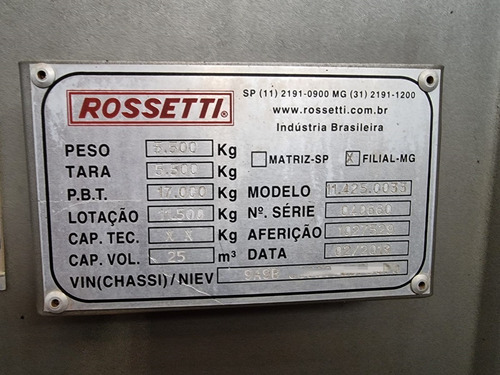 ROSSETTI®
SP (11) 2191-0900 MG (31) 2191-1200
www.rossetti.com.br
Indústria Brasileira
PESO 5.500 Kg
MATRIZ-SP X FILIAL-MG
TARA 5.500 Kg
P.B.T. 17.000 Kg
MODELO
LOTAÇÃO 11.500 Kg
Nº. SÉRIE
CAP. TEC. X.X Kg
AFERIÇÃO
CAP. VOL. 25 m³
DATA
VIN(CHASSI)/NIEV